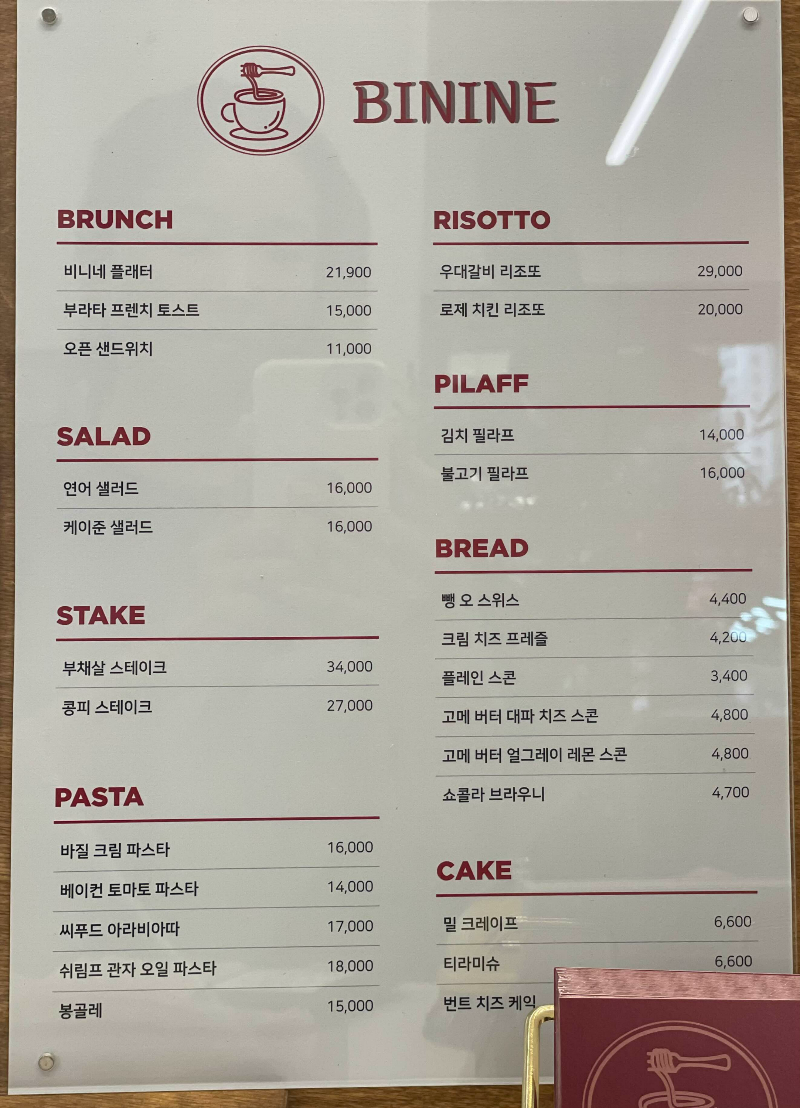 BININE
BRUNCH
비니네 플래터 21,900
부라타 프렌치 토스트 15,000
오픈 샌드위치 11,000
SALAD
연어 샐러드 16,000
케이준 샐러드 16,000
STAKE
부채살 스테이크 34,000
콩피 스테이크 27,000
PASTA
바질 크림 파스타 16,000
베이컨 토마토 파스타 14,000
씨푸드 아라비아따 17,000
쉬림프 관자 오일 파스타 18,000
봉골레 15,000
RISOTTO
우대갈비 리조또 29,000
로제 치킨 리조또 20,000
PILAFF
김치 필라프 14,000
불고기 필라프 16,000
BREAD
뺑 오 스위스 4,400
크림 치즈 프레즐 4,200
플레인 스콘 3,400
고메 버터 대파 치즈 스콘 4,800
고메 버터 얼그레이 레몬 스콘 4,800
쇼콜라 브라우니 4,700
CAKE
밀 크레이프 6,600
티라미슈 6,600
번트 치즈 케익